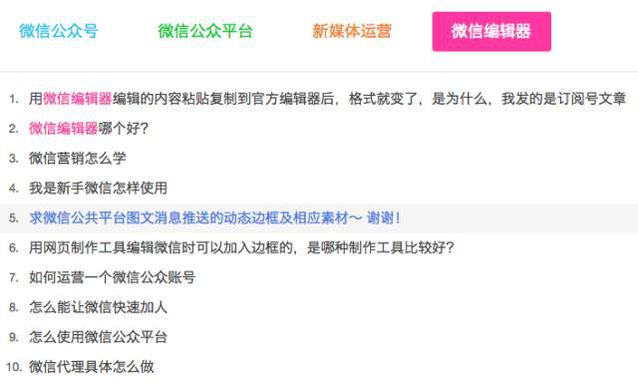 微信公众号 微信公众平台 新媒体运营 微信编辑器
1. 用微信编辑器编辑的内容粘贴复制到官方编辑器后，格式就变了，是为什么，我发的是订阅号文章
2. 微信编辑器哪个好?
3. 微信营销怎么学
4. 我是新手微信怎样使用
5. 求微信公共平台图文消息推送的动态边框及相应素材～ 谢谢!
6. 用网页制作工具编辑微信时可以加入边框的，是哪种制作工具比较好?
7. 如何运营一个微信公众账号
8. 怎么能让微信快速加人
9. 怎么使用微信公众平台
10. 微信代理具体怎么做